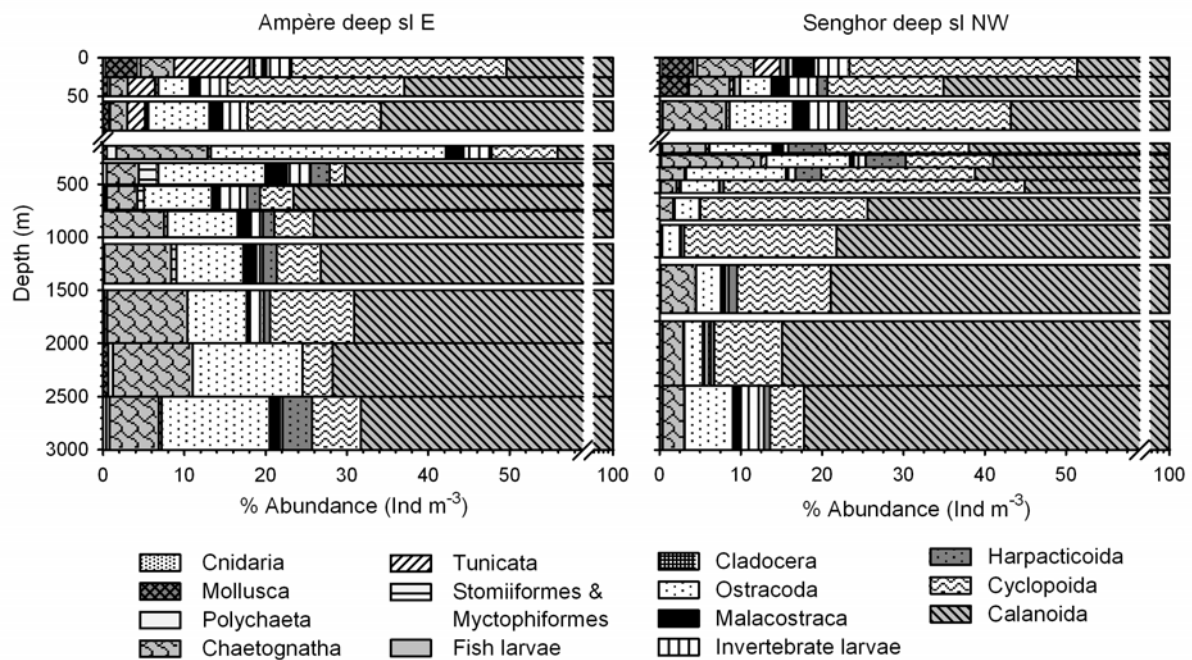 Ampère deep sl E
Senghor deep sl NW
0
50
500
1000
1500
2000
2500
3000
Depth (m)
0 10 20 30 40 50 100
0 10 20 30 40 50 100
% Abundance (Ind m⁻³)
% Abundance (Ind m⁻³)
Cnidaria
Mollusca
Polychaeta
Chaetognatha
Tunicata
Stomiiformes &
Myctophiformes
Fish larvae
Cladocera
Ostracoda
Malacostraca
Invertebrate larvae
Harpacticoida
Cyclopoida
Calanoida